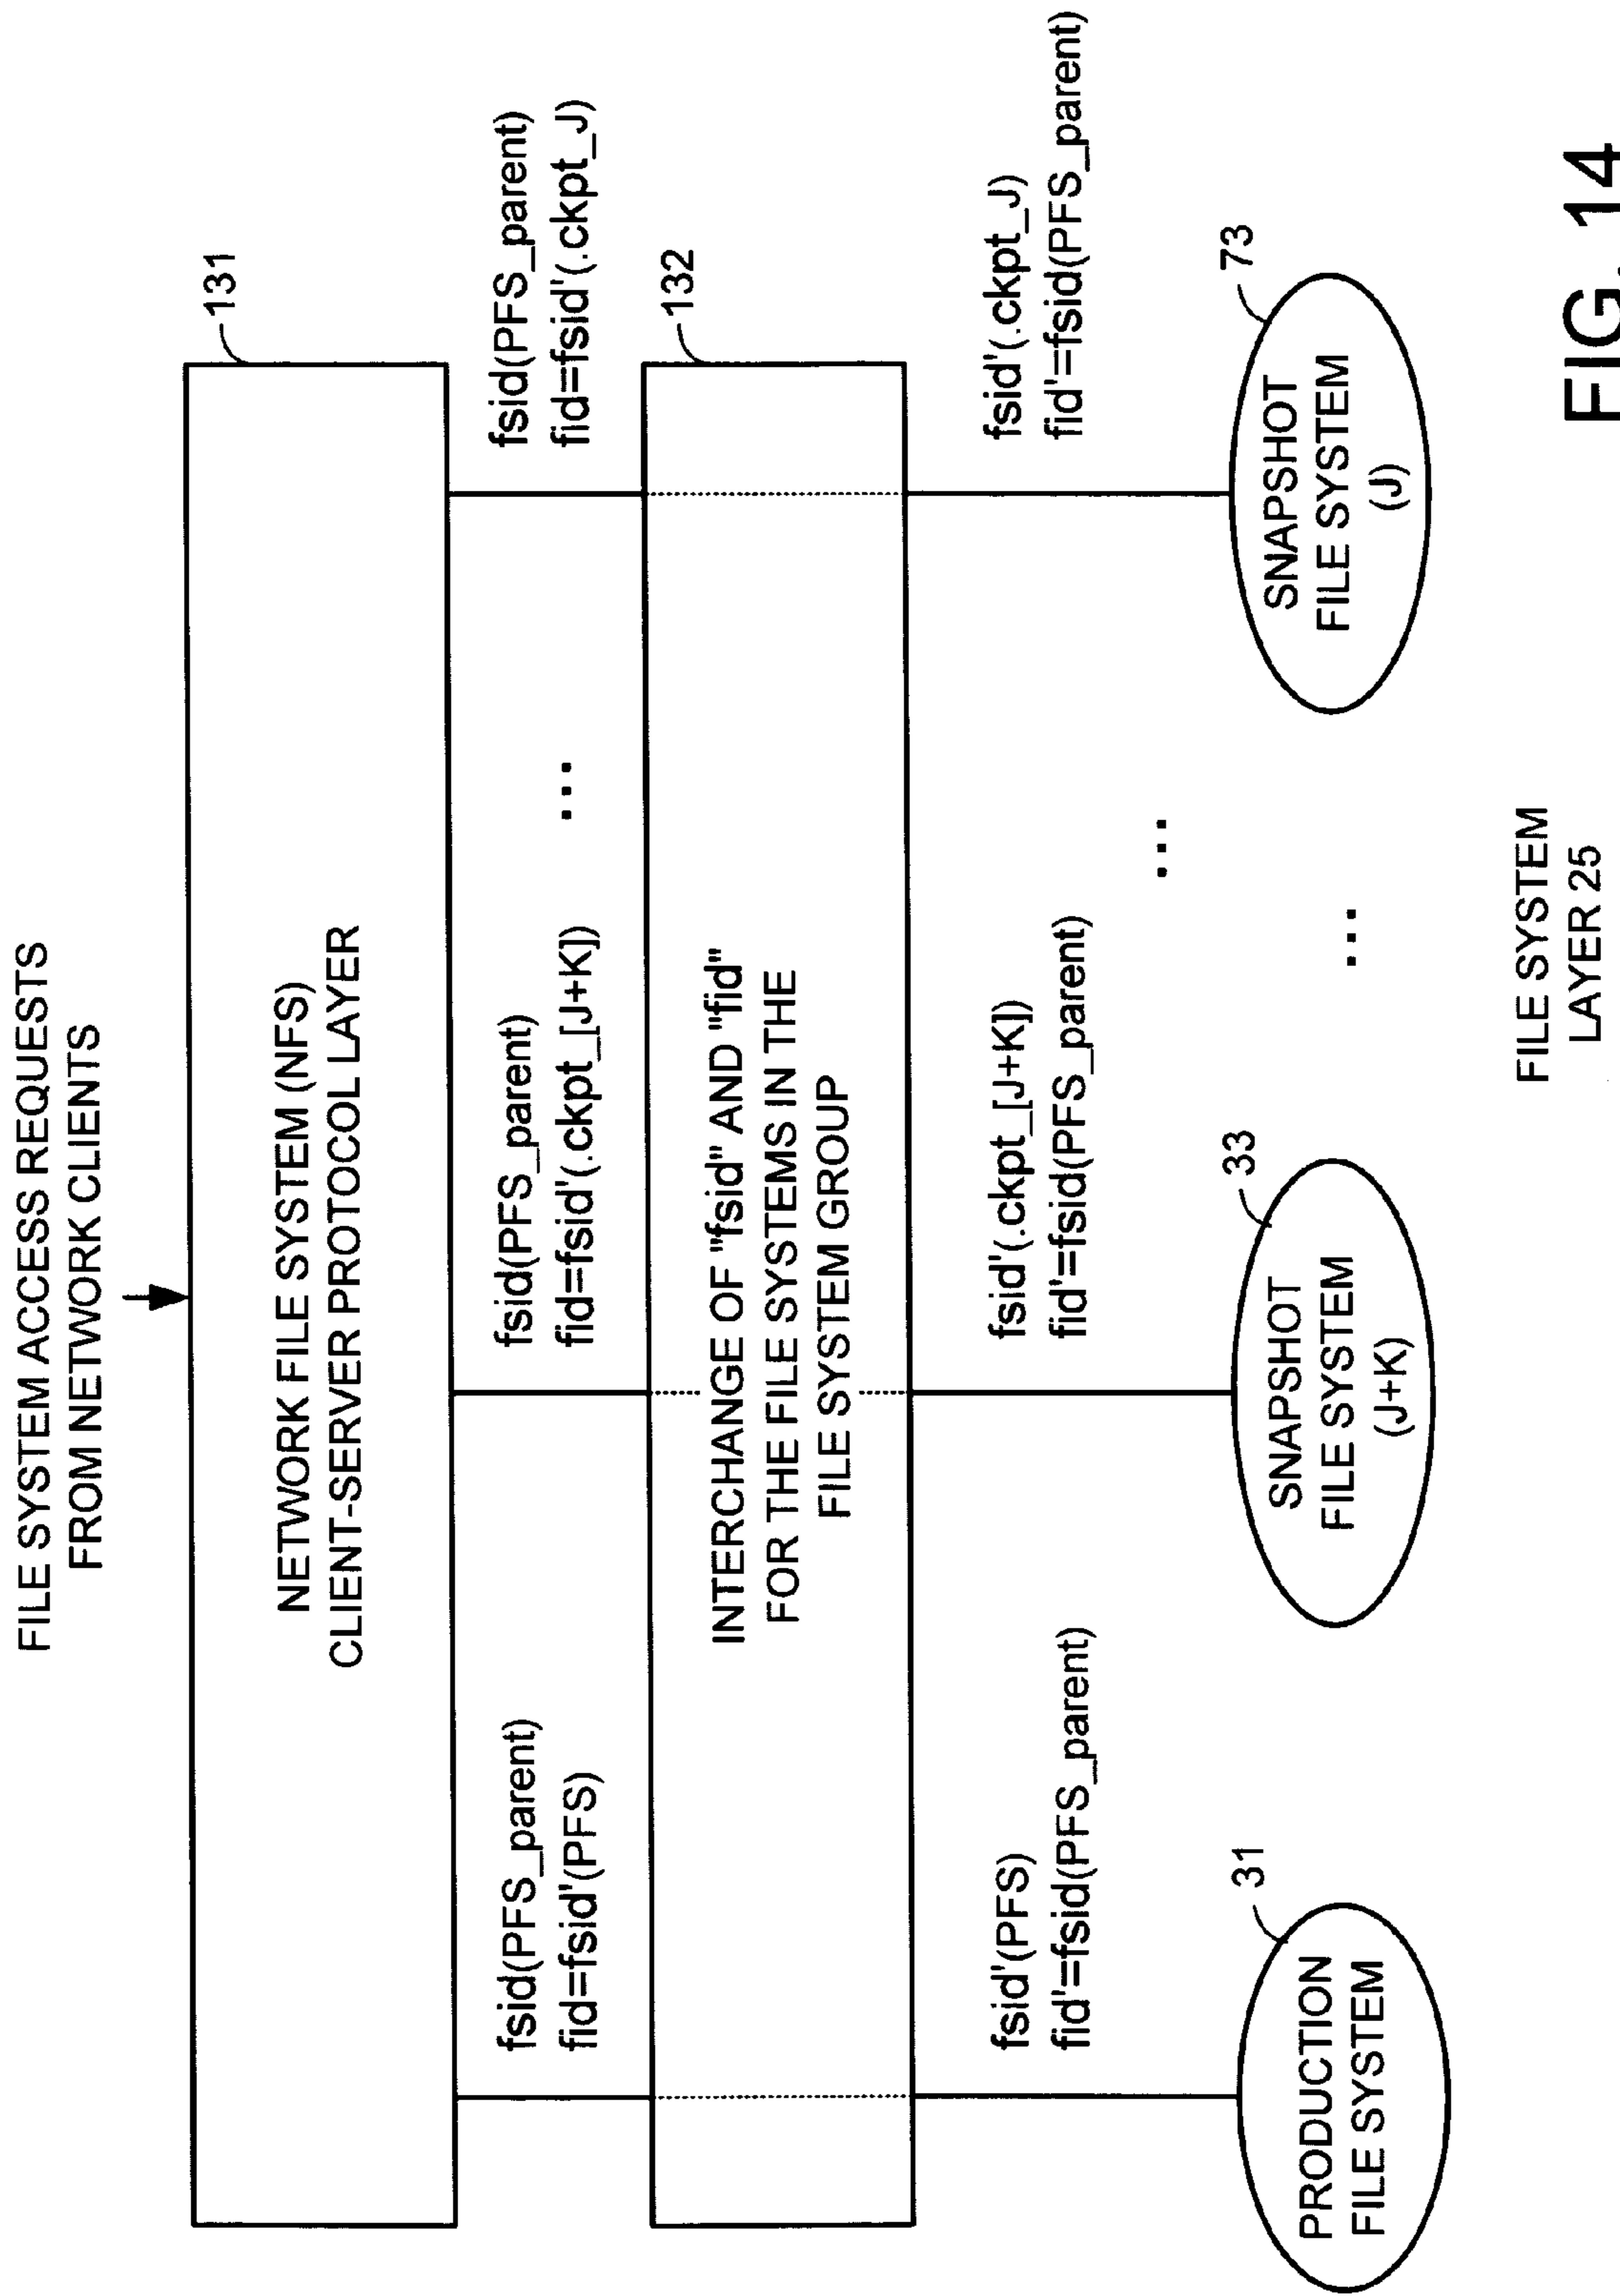 FILE SYSTEM ACCESS REQUESTS
FROM NETWORK CLIENTS
131
NETWORK FILE SYSTEM (NFS)
CLIENT-SERVER PROTOCOL LAYER
fsid(PFS_parent)
fid=fsid'(PFS)
fsid(PFS_parent)
fid=fsid'(.ckpt_[J+K])
...
fsid(PFS_parent)
fid=fsid'(.ckpt_J)
132
INTERCHANGE OF "fsid" AND "fid"
FOR THE FILE SYSTEMS IN THE
FILE SYSTEM GROUP
fsid'(PFS)
fid'=fsid(PFS_parent)
fsid'(.ckpt_[J+K])
fid'=fsid(PFS_parent)
...
fsid'(.ckpt_J)
fid'=fsid(PFS_parent)
31
PRODUCTION
FILE SYSTEM
33
SNAPSHOT
FILE SYSTEM
(J+K)
...
73
SNAPSHOT
FILE SYSTEM
(J)
FILE SYSTEM
LAYER 25
FIG. 14